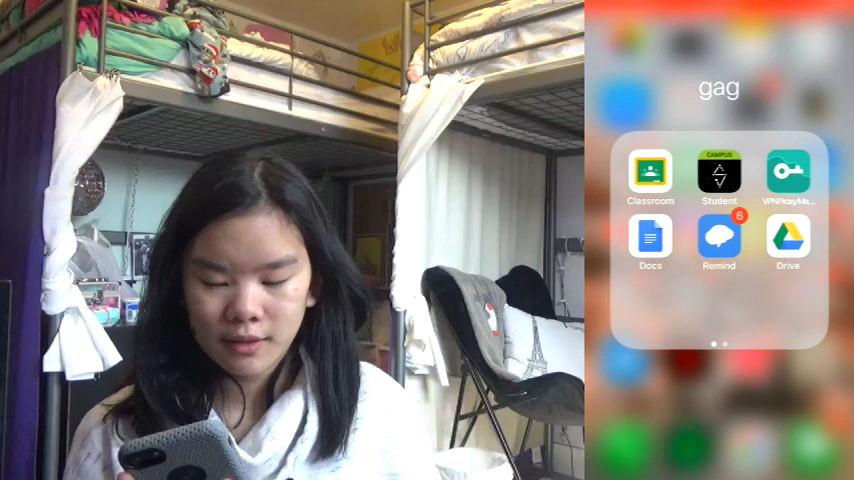 gag
CAMPUS
Classroom Student VPNProxyMa...
6
Docs Remind Drive